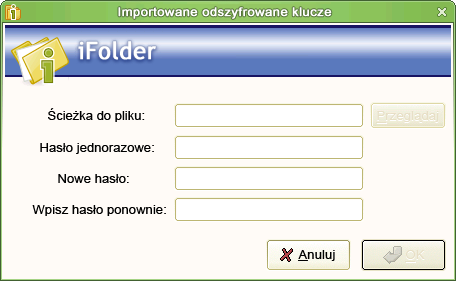 Importowane odszyfrowane klucze
iFolder
Ścieżka do pliku:
Przeglądaj
Hasło jednorazowe:
Nowe hasło:
Wpisz hasło ponownie:
Anuluj
OK